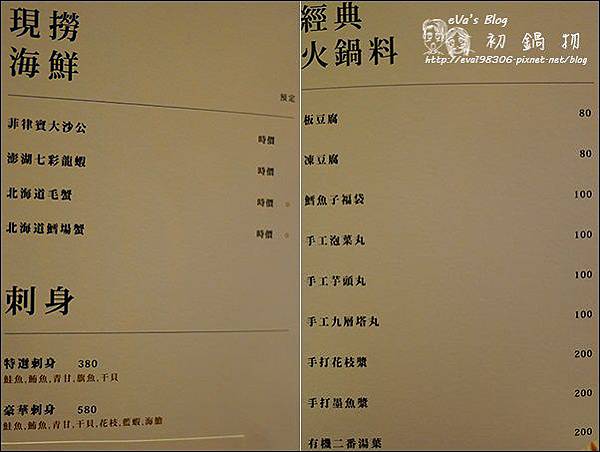 現撈
海鮮
預定
菲律賓大沙公 時價
澎湖七彩龍蝦 時價
北海道毛蟹 時價
北海道鱈場蟹 時價
刺身
特選刺身 380
鮭魚,鮪魚,青甘,旗魚,干貝
豪華刺身 580
鮭魚,鮪魚,青甘,干貝,花枝,藍蝦,海膽
經典
火鍋料
eVa's Blog
初鍋物
http://eva198306.pixnet.net/blog
板豆腐 80
凍豆腐 80
鱈魚子福袋 100
手工泡菜丸 100
手工芋頭丸 100
手工九層塔丸 100
手打花枝漿 200
手打墨魚漿 200
有機二番湯葉 200